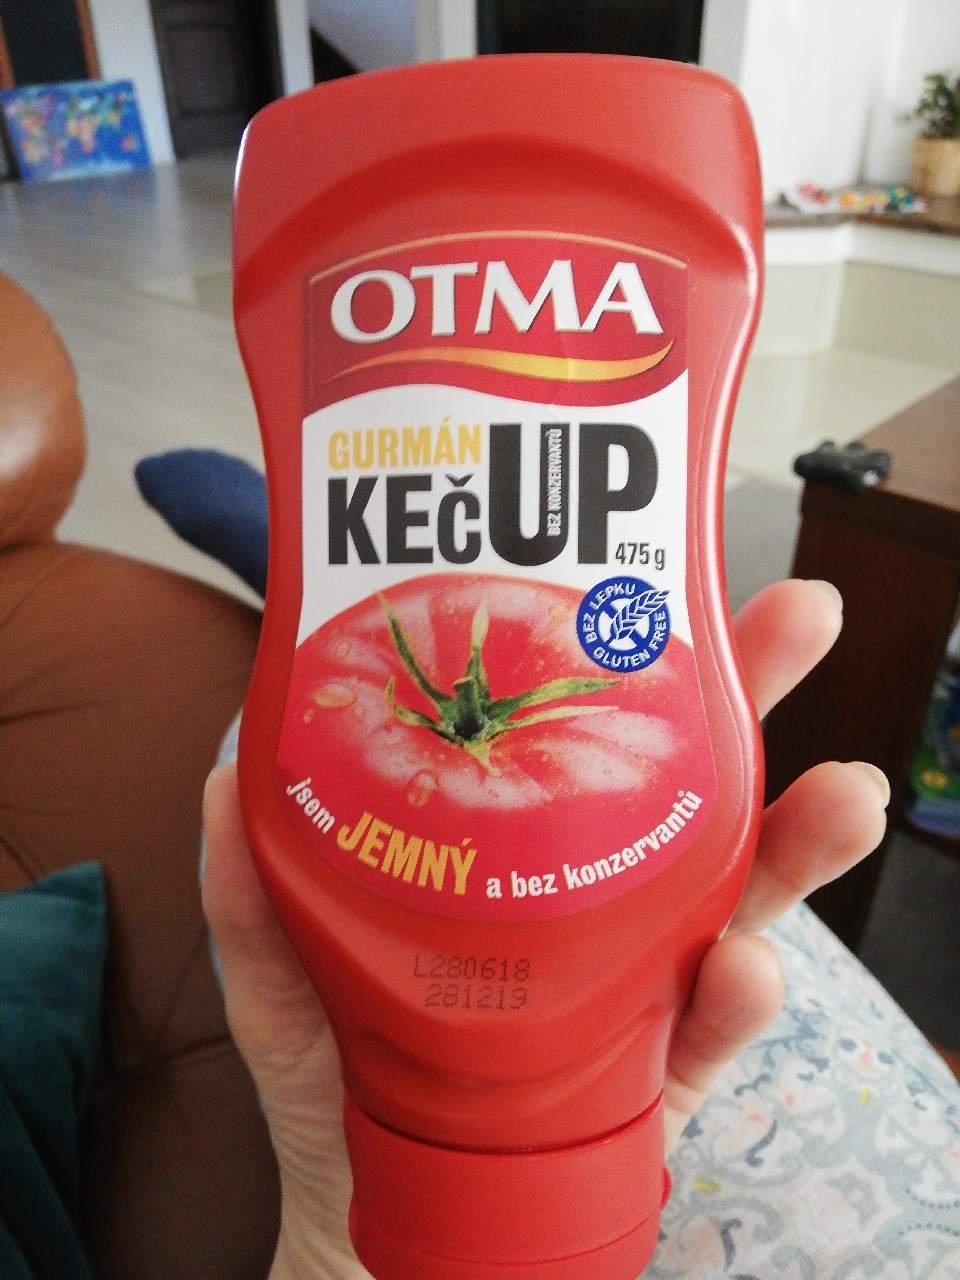 OTMA
GURMÁN
KEčUP
BEZ KONZERVANTŮ
475 g
BEZ LEPKU
GLUTEN FREE
jsem JEMNÝ a bez konzervantů
L280618
281219